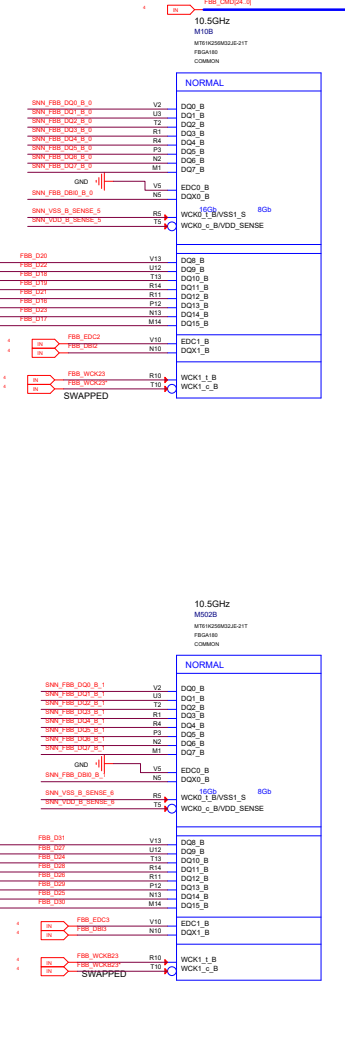 FBB_CMD[24..0]
4 IN
10.5GHz
M10B
MT61K256M32JE-21T
FBGA180
COMMON
NORMAL
SNN_FBB_DQ0_B_0 V2 DQ0_B
SNN_FBB_DQ1_B_0 U3 DQ1_B
SNN_FBB_DQ2_B_0 T2 DQ2_B
SNN_FBB_DQ3_B_0 R1 DQ3_B
SNN_FBB_DQ4_B_0 R4 DQ4_B
SNN_FBB_DQ5_B_0 P3 DQ5_B
SNN_FBB_DQ6_B_0 N2 DQ6_B
SNN_FBB_DQ7_B_0 M1 DQ7_B
GND V5 EDC0_B
SNN_FBB_DBI0_B_0 N5 DQX0_B
16Gb 8Gb
SNN_VSS_B_SENSE_5 R5 WCK0_t_B/VSS1_S
SNN_VDD_B_SENSE_5 T5 WCK0_c_B/VDD_SENSE
FBB_D20 V13 DQ8_B
FBB_D22 U12 DQ9_B
FBB_D18 T13 DQ10_B
FBB_D19 R14 DQ11_B
FBB_D21 R11 DQ12_B
FBB_D16 P12 DQ13_B
FBB_D23 N13 DQ14_B
FBB_D17 M14 DQ15_B
4 IN FBB_EDC2 V10 EDC1_B
4 IN FBB_DBI2 N10 DQX1_B
4 IN FBB_WCK23 R10 WCK1_t_B
4 IN FBB_WCK23* T10 WCK1_c_B
SWAPPED
10.5GHz
M502B
MT61K256M32JE-21T
FBGA180
COMMON
NORMAL
SNN_FBB_DQ0_B_1 V2 DQ0_B
SNN_FBB_DQ1_B_1 U3 DQ1_B
SNN_FBB_DQ2_B_1 T2 DQ2_B
SNN_FBB_DQ3_B_1 R1 DQ3_B
SNN_FBB_DQ4_B_1 R4 DQ4_B
SNN_FBB_DQ5_B_1 P3 DQ5_B
SNN_FBB_DQ6_B_1 N2 DQ6_B
SNN_FBB_DQ7_B_1 M1 DQ7_B
GND V5 EDC0_B
SNN_FBB_DBI0_B_1 N5 DQX0_B
16Gb 8Gb
SNN_VSS_B_SENSE_6 R5 WCK0_t_B/VSS1_S
SNN_VDD_B_SENSE_6 T5 WCK0_c_B/VDD_SENSE
FBB_D31 V13 DQ8_B
FBB_D27 U12 DQ9_B
FBB_D24 T13 DQ10_B
FBB_D28 R14 DQ11_B
FBB_D26 R11 DQ12_B
FBB_D29 P12 DQ13_B
FBB_D25 N13 DQ14_B
FBB_D30 M14 DQ15_B
4 IN FBB_EDC3 V10 EDC1_B
4 IN FBB_DBI3 N10 DQX1_B
4 IN FBB_WCKB23 R10 WCK1_t_B
4 IN FBB_WCKB23* T10 WCK1_c_B
SWAPPED